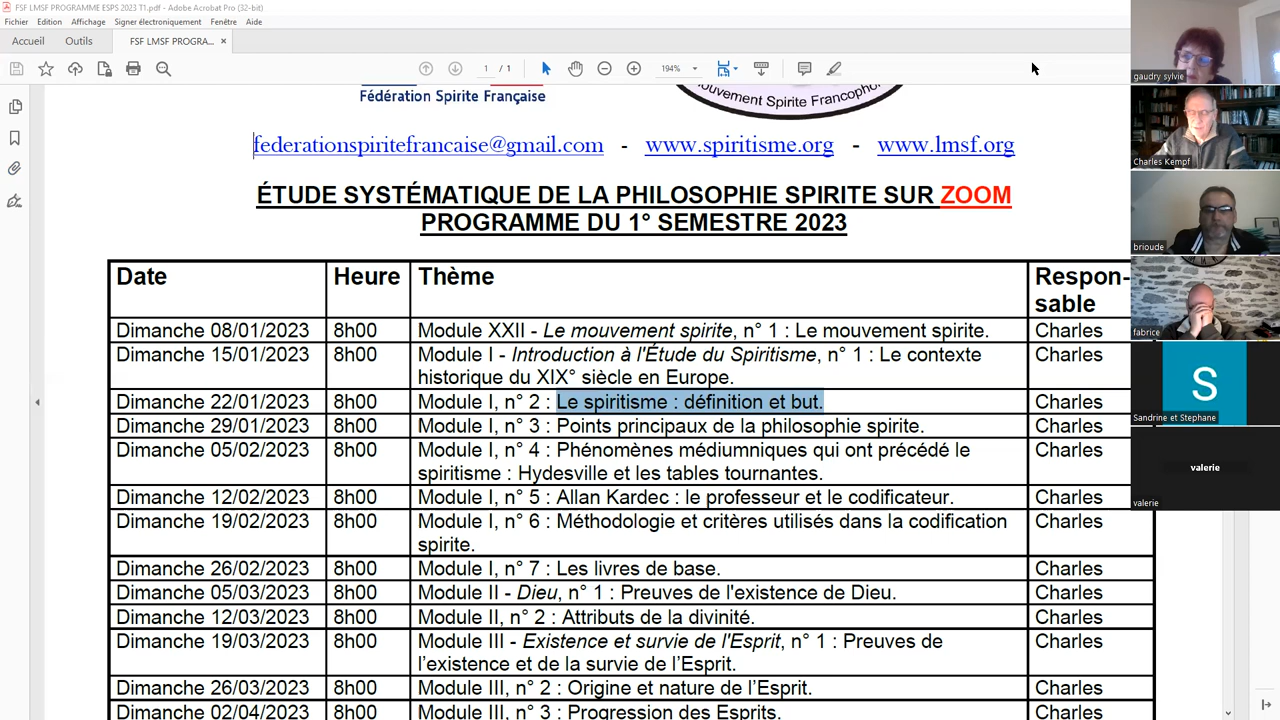 FSF LMSF PROGRAMME ESPS 2023 T1.pdf - Adobe Acrobat Pro (32-bit)
Fichier Edition Affichage Signer électroniquement Fenêtre Aide
Accueil Outils FSF LMSF PROGRA... ×
/ 1 194%
Fédération Spirite Française
ouvement Spirite Francophon
federationspiritefrancaise@gmail.com - www.spiritisme.org - www.lmsf.org
ÉTUDE SYSTÉMATIQUE DE LA PHILOSOPHIE SPIRITE SUR ZOOM
PROGRAMME DU 1° SEMESTRE 2023
Date Heure Thème Respon-
sable
Dimanche 08/01/2023 8h00 Module XXII - Le mouvement spirite, n° 1 : Le mouvement spirite. Charles
Dimanche 15/01/2023 8h00 Module I - Introduction à l'Étude du Spiritisme, n° 1 : Le contexte Charles
historique du XIX° siècle en Europe.
Dimanche 22/01/2023 8h00 Module I, n° 2 : Le spiritisme : définition et but. Charles
Dimanche 29/01/2023 8h00 Module I, n° 3 : Points principaux de la philosophie spirite. Charles
Dimanche 05/02/2023 8h00 Module I, n° 4 : Phénomènes médiumniques qui ont précédé le Charles
spiritisme : Hydesville et les tables tournantes.
Dimanche 12/02/2023 8h00 Module I, n° 5 : Allan Kardec : le professeur et le codificateur. Charles
Dimanche 19/02/2023 8h00 Module I, n° 6 : Méthodologie et critères utilisés dans la codification Charles
spirite.
Dimanche 26/02/2023 8h00 Module I, n° 7 : Les livres de base. Charles
Dimanche 05/03/2023 8h00 Module II - Dieu, n° 1 : Preuves de l'existence de Dieu. Charles
Dimanche 12/03/2023 8h00 Module II, n° 2 : Attributs de la divinité. Charles
Dimanche 19/03/2023 8h00 Module III - Existence et survie de l'Esprit, n° 1 : Preuves de Charles
l’existence et de la survie de l’Esprit.
Dimanche 26/03/2023 8h00 Module III, n° 2 : Origine et nature de l’Esprit. Charles
Dimanche 02/04/2023 8h00 Module III, n° 3 : Progression des Esprits. Charles
gaudry sylvie
Charles Kempf
brioude
fabrice
S
Sandrine et Stephane
valerie
valerie